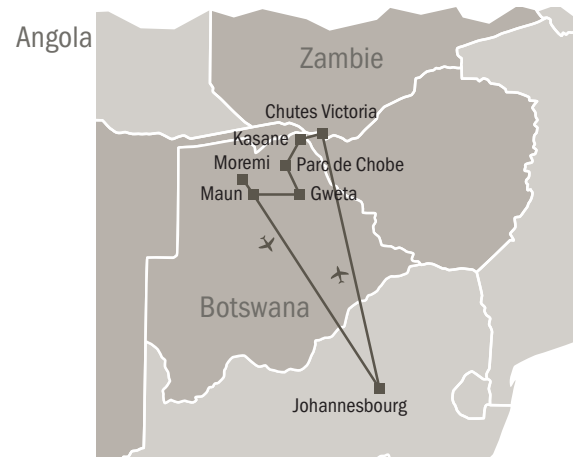 Angola
Zambie
Chutes Victoria
Kasane
Moremi
Parc de Chobe
Maun
Gweta
Botswana
Johannesbourg